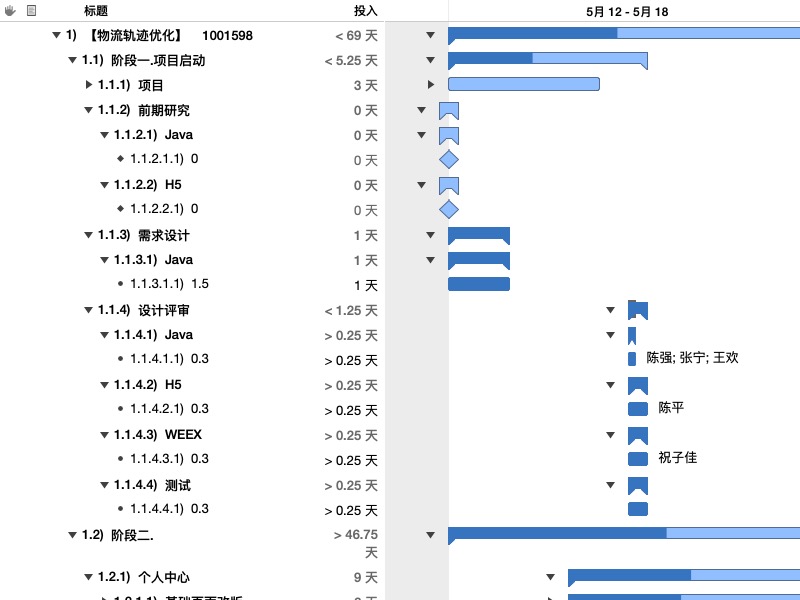 标题 投入 5月 12 - 5月 18
1) 【物流轨迹优化】 1001598 < 69 天
1.1) 阶段一.项目启动 < 5.25 天
1.1.1) 项目 3 天
1.1.2) 前期研究 0 天
1.1.2.1) Java 0 天
1.1.2.1.1) 0 0 天
1.1.2.2) H5 0 天
1.1.2.2.1) 0 0 天
1.1.3) 需求设计 1 天
1.1.3.1) Java 1 天
1.1.3.1.1) 1.5 1 天
1.1.4) 设计评审 < 1.25 天
1.1.4.1) Java > 0.25 天
1.1.4.1.1) 0.3 > 0.25 天 陈强; 张宁; 王欢
1.1.4.2) H5 > 0.25 天
1.1.4.2.1) 0.3 > 0.25 天 陈平
1.1.4.3) WEEX > 0.25 天
1.1.4.3.1) 0.3 > 0.25 天 祝子佳
1.1.4.4) 测试 > 0.25 天
1.1.4.4.1) 0.3 > 0.25 天
1.2) 阶段二. > 46.75
天
1.2.1) 个人中心 9 天